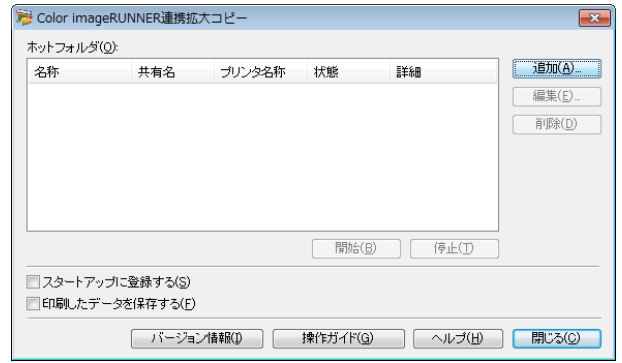 Color imageRUNNER連携拡大コピー
ホットフォルダ(O):
名称 共有名 プリンタ名称 状態 詳細
追加(A)...
編集(E)...
削除(D)
開始(B) 停止(T)
スタートアップに登録する(S)
印刷したデータを保存する(F)
バージョン情報(I) 操作ガイド(G) ヘルプ(H) 閉じる(C)